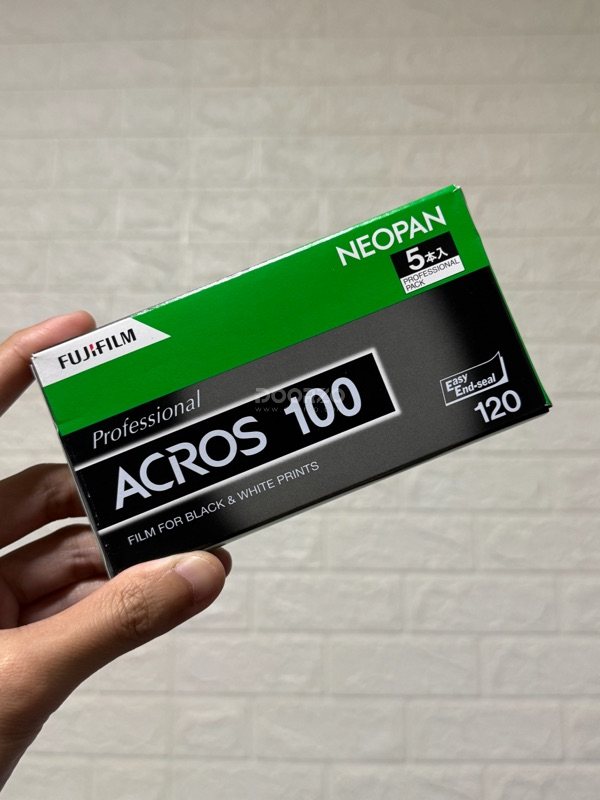 NEOPAN
5本入
PROFESSIONAL
PACK
FUJIFILM
Professional
ACROS 100
FILM FOR BLACK & WHITE PRINTS
Easy
End-seal
120